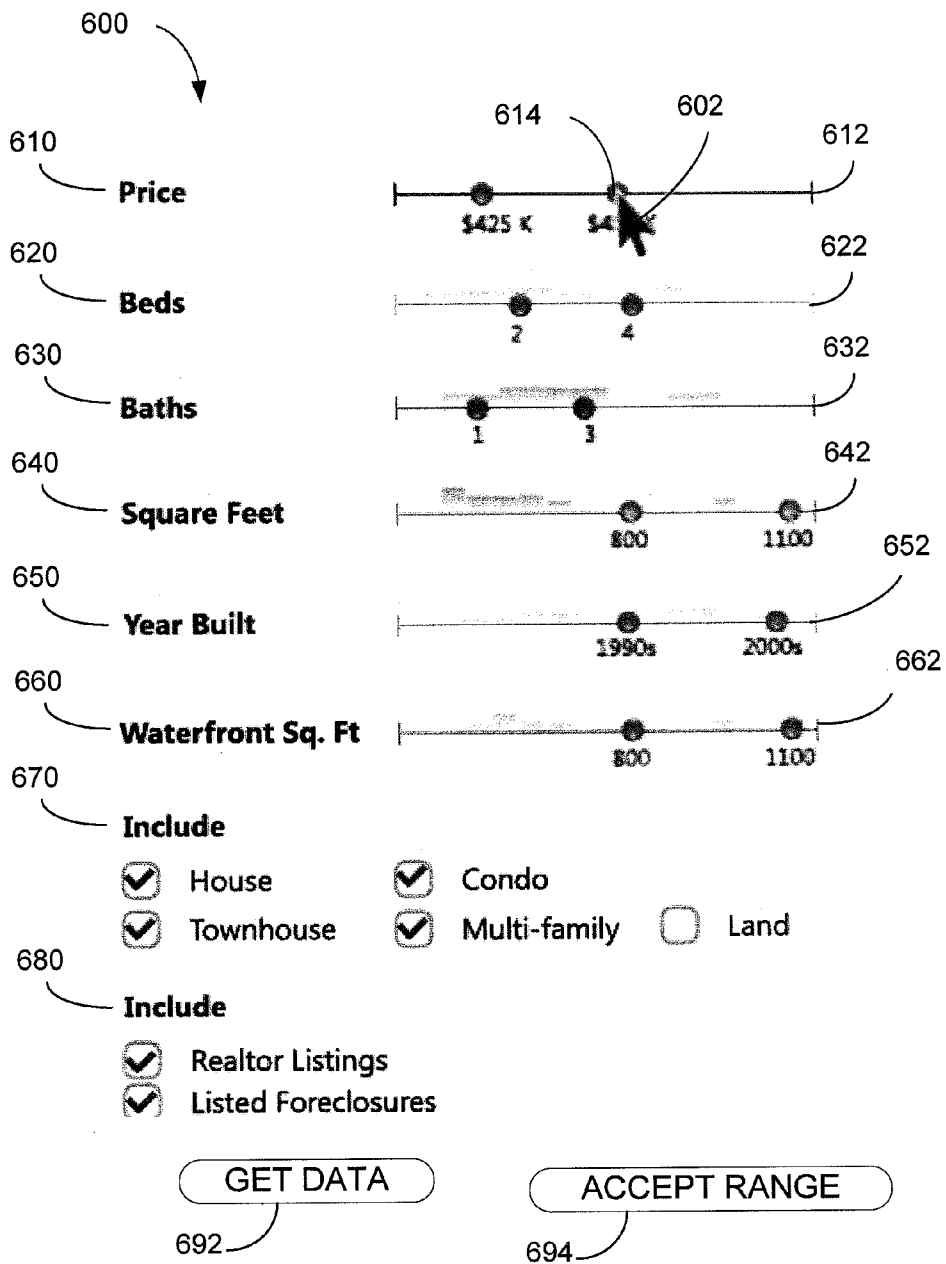 600
614 602
610 612
Price
$425 K
620 622
Beds
2 4
630 632
Baths
1 3
640 642
Square Feet
800 1100
650 652
Year Built
1990s 2000s
660 662
Waterfront Sq. Ft
800 1100
670
Include
House Condo
Townhouse Multi-family Land
680
Include
Realtor Listings
Listed Foreclosures
GET DATA ACCEPT RANGE
692 694